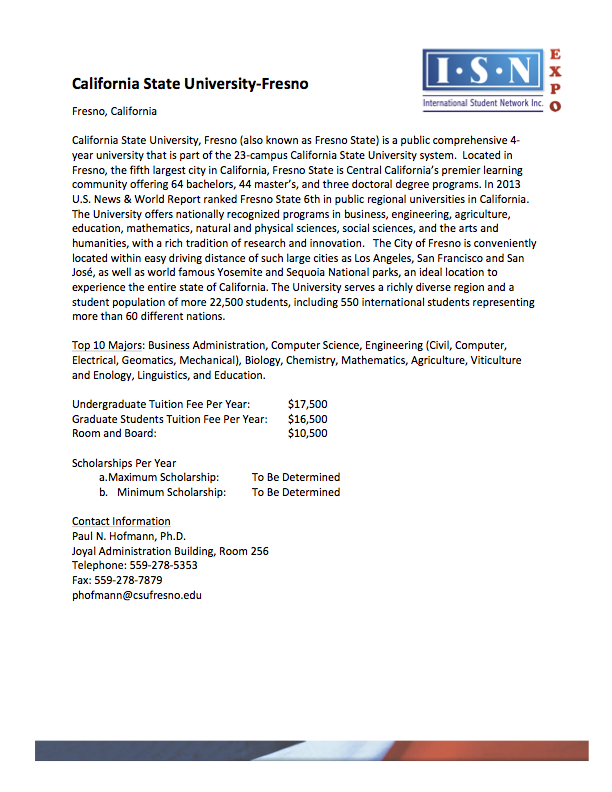 I·S·N
International Student Network Inc.
EXPO
California State University-Fresno
Fresno, California
California State University, Fresno (also known as Fresno State) is a public comprehensive 4-
year university that is part of the 23-campus California State University system.  Located in
Fresno, the fifth largest city in California, Fresno State is Central California's premier learning
community offering 64 bachelors, 44 master's, and three doctoral degree programs. In 2013
U.S. News & World Report ranked Fresno State 6th in public regional universities in California.
The University offers nationally recognized programs in business, engineering, agriculture,
education, mathematics, natural and physical sciences, social sciences, and the arts and
humanities, with a rich tradition of research and innovation.   The City of Fresno is conveniently
located within easy driving distance of such large cities as Los Angeles, San Francisco and San
José, as well as world famous Yosemite and Sequoia National parks, an ideal location to
experience the entire state of California. The University serves a richly diverse region and a
student population of more 22,500 students, including 550 international students representing
more than 60 different nations.
Top 10 Majors: Business Administration, Computer Science, Engineering (Civil, Computer,
Electrical, Geomatics, Mechanical), Biology, Chemistry, Mathematics, Agriculture, Viticulture
and Enology, Linguistics, and Education.
Undergraduate Tuition Fee Per Year: $17,500
Graduate Students Tuition Fee Per Year: $16,500
Room and Board: $10,500
Scholarships Per Year
a.Maximum Scholarship: To Be Determined
b. Minimum Scholarship: To Be Determined
Contact Information
Paul N. Hofmann, Ph.D.
Joyal Administration Building, Room 256
Telephone: 559-278-5353
Fax: 559-278-7879
phofmann@csufresno.edu